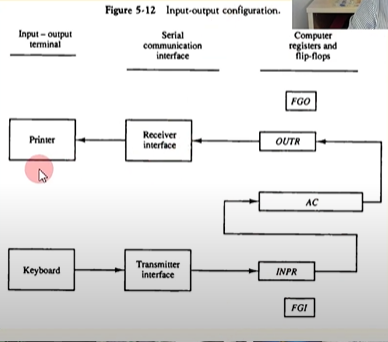 Figure 5-12 Input-output configuration.
Input – output
terminal
Serial
communication
interface
Computer
registers and
flip-flops
FGO
Printer
Receiver
interface
OUTR
AC
Keyboard
Transmitter
interface
INPR
FGI